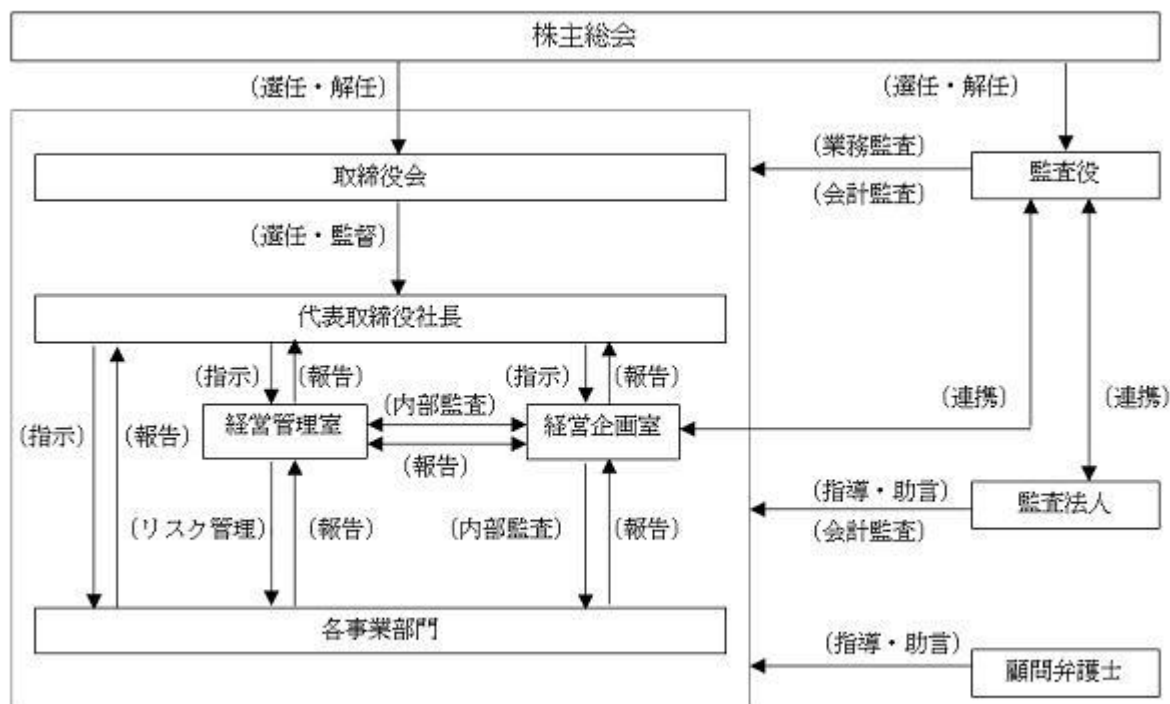 株主総会
(選任・解任)
(選任・解任)
取締役会
(業務監査)
(会計監査)
監査役
(選任・監督)
代表取締役社長
(指示)
(報告)
(指示)
(報告)
(指示)
(報告)
経営管理室
(内部監査)
(報告)
経営企画室
(連携)
(連携)
(リスク管理)
(報告)
(内部監査)
(報告)
(指導・助言)
(会計監査)
監査法人
各事業部門
(指導・助言)
顧問弁護士